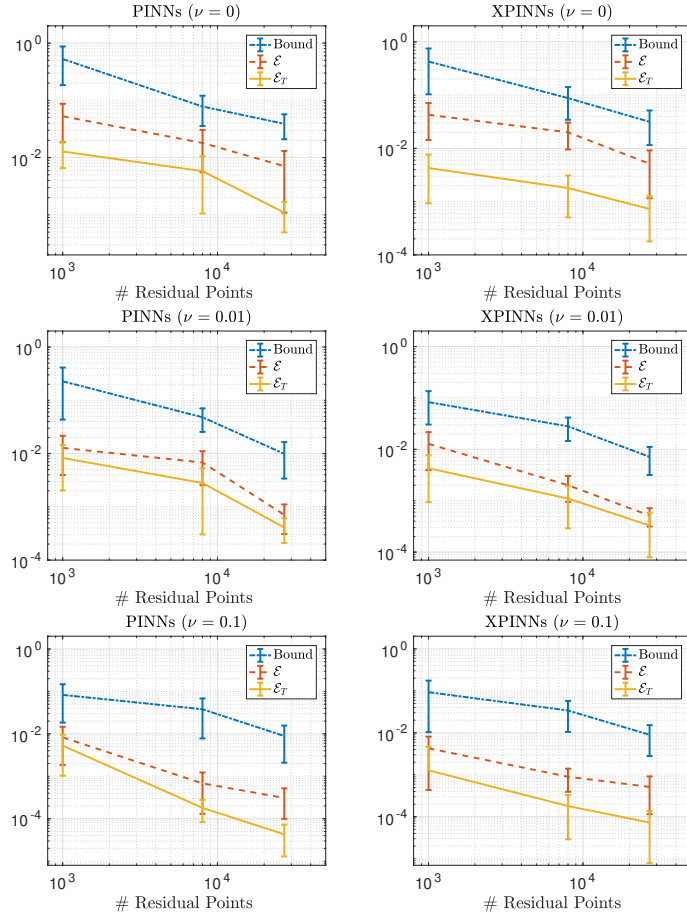 PINNs (ν = 0)
Bound
ℰ
ℰ_T
10^0
10^-2
10^3
10^4
# Residual Points
XPINNs (ν = 0)
Bound
ℰ
ℰ_T
10^0
10^-2
10^-4
10^3
10^4
# Residual Points
PINNs (ν = 0.01)
Bound
ℰ
ℰ_T
10^0
10^-2
10^-4
10^3
10^4
# Residual Points
XPINNs (ν = 0.01)
Bound
ℰ
ℰ_T
10^0
10^-2
10^-4
10^3
10^4
# Residual Points
PINNs (ν = 0.1)
Bound
ℰ
ℰ_T
10^0
10^-2
10^-4
10^3
10^4
# Residual Points
XPINNs (ν = 0.1)
Bound
ℰ
ℰ_T
10^0
10^-2
10^-4
10^3
10^4
# Residual Points